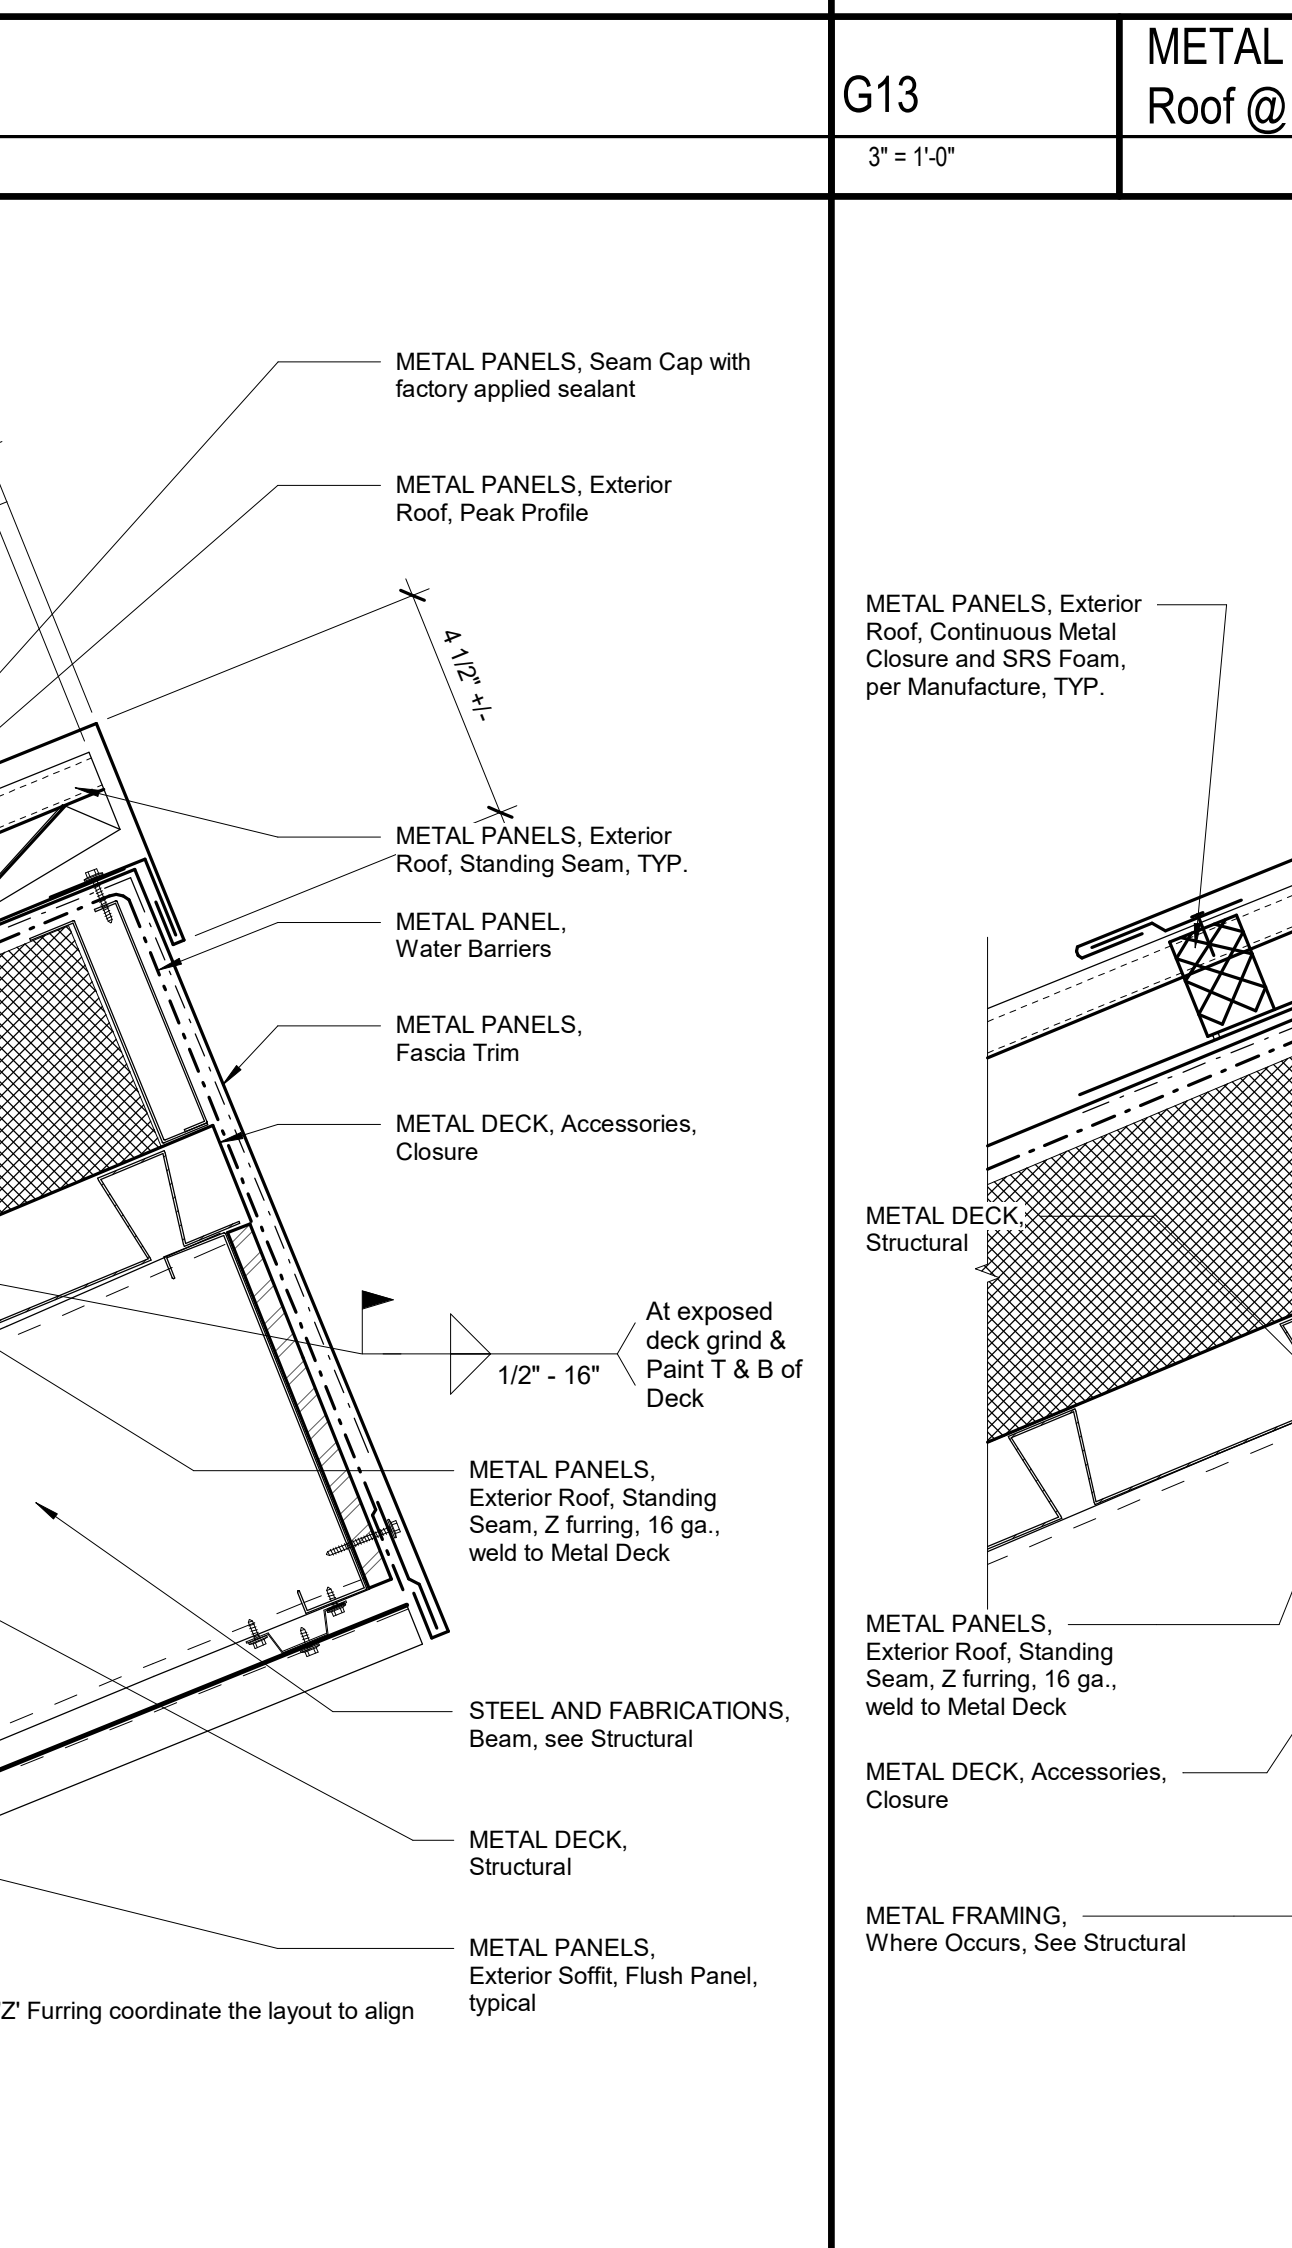 G13
METAL
Roof @
3" = 1'-0"
METAL PANELS, Seam Cap with
factory applied sealant
METAL PANELS, Exterior
Roof, Peak Profile
4 1/2" +/-
METAL PANELS, Exterior
Roof, Standing Seam, TYP.
METAL PANEL,
Water Barriers
METAL PANELS,
Fascia Trim
METAL DECK, Accessories,
Closure
At exposed
deck grind &
Paint T & B of
Deck
1/2" - 16"
METAL PANELS,
Exterior Roof, Standing
Seam, Z furring, 16 ga.,
weld to Metal Deck
STEEL AND FABRICATIONS,
Beam, see Structural
METAL DECK,
Structural
METAL PANELS,
Exterior Soffit, Flush Panel,
typical
'Z' Furring coordinate the layout to align
METAL PANELS, Exterior
Roof, Continuous Metal
Closure and SRS Foam,
per Manufacture, TYP.
METAL DECK,
Structural
METAL PANELS,
Exterior Roof, Standing
Seam, Z furring, 16 ga.,
weld to Metal Deck
METAL DECK, Accessories,
Closure
METAL FRAMING,
Where Occurs, See Structural